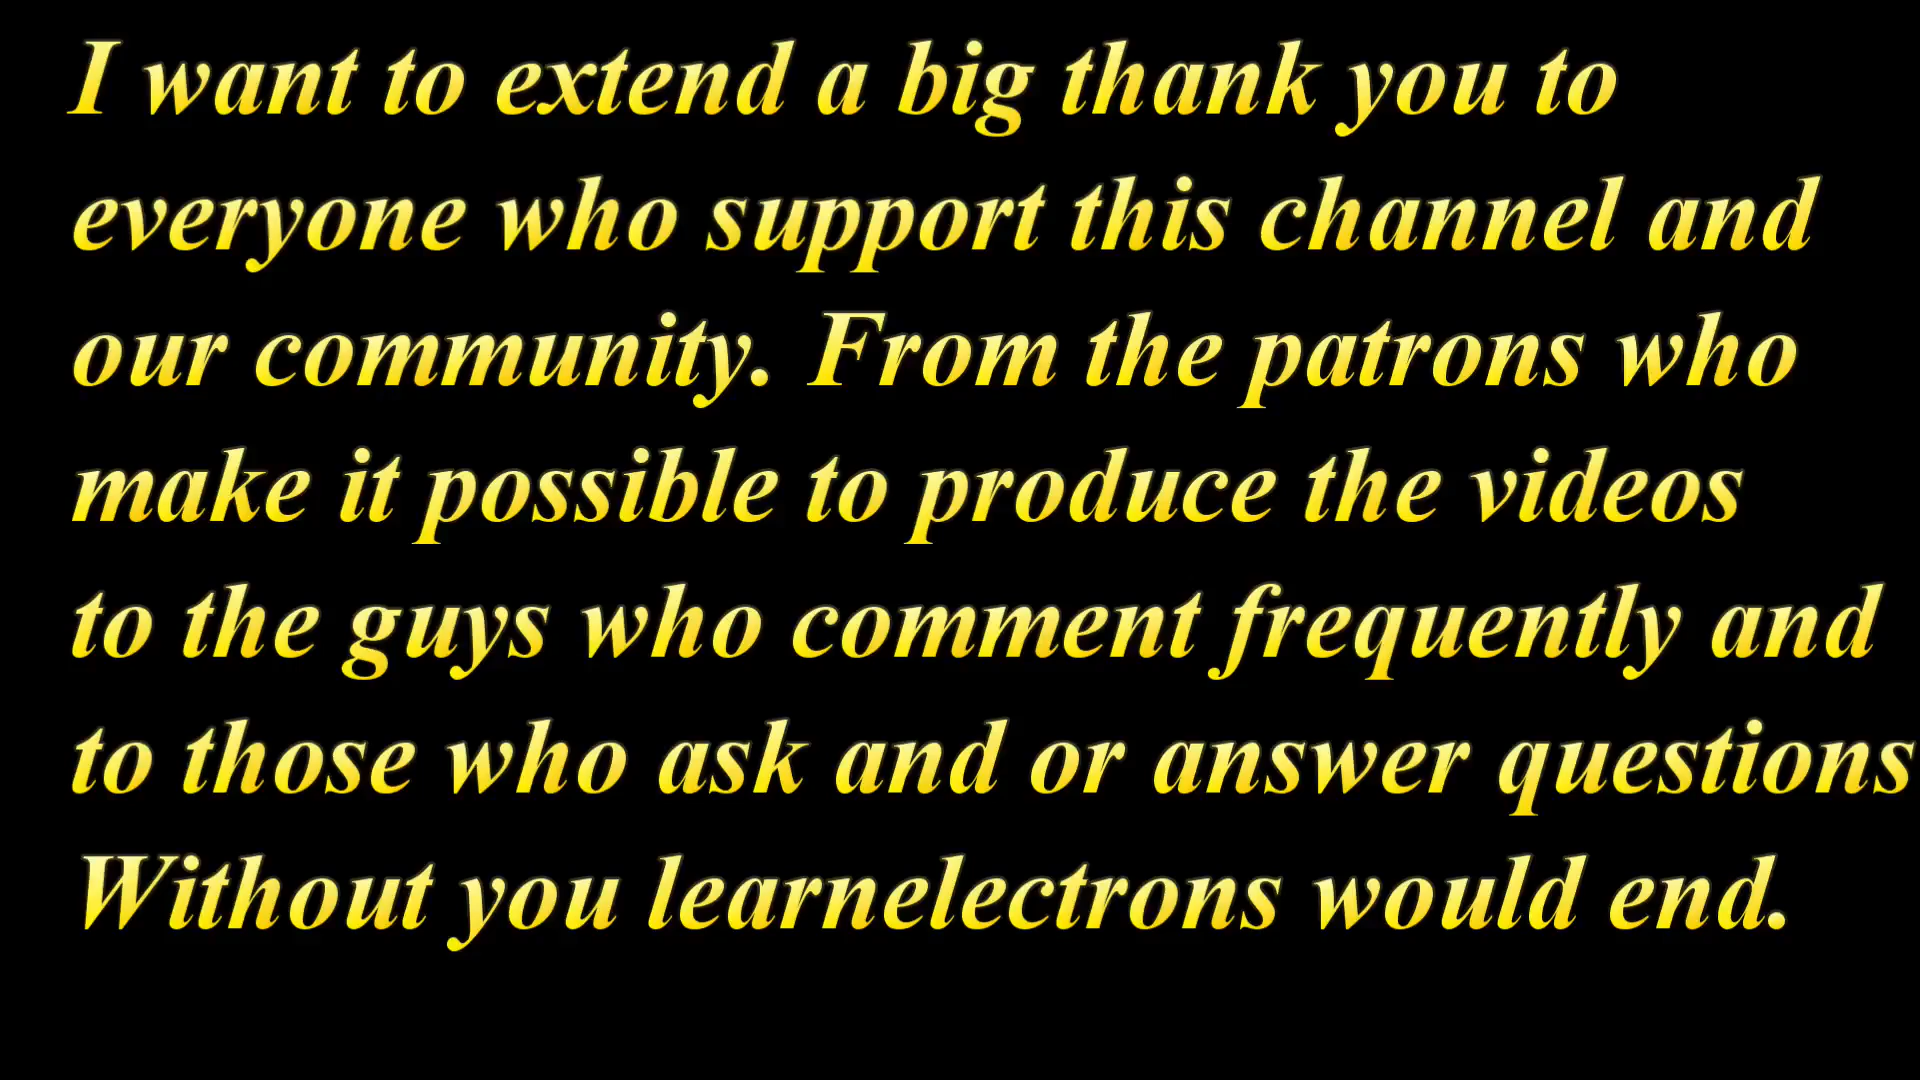 I want to extend a big thank you to
everyone who support this channel and
our community. From the patrons who
make it possible to produce the videos
to the guys who comment frequently and
to those who ask and or answer questions
Without you learnelectrons would end.